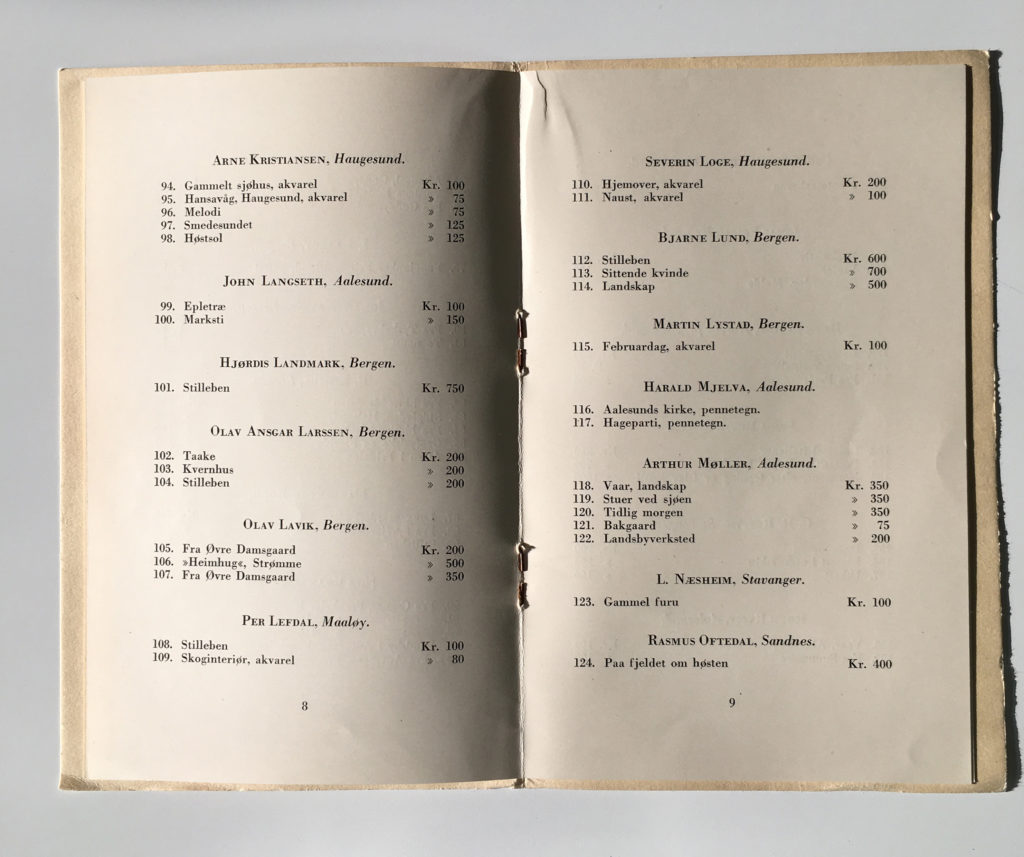 Arne Kristiansen, Haugesund.
94. Gammelt sjøhus, akvarel Kr. 100
95. Hansavåg, Haugesund, akvarel » 75
96. Melodi » 75
97. Smedesundet » 125
98. Høstsol » 125
John Langseth, Aalesund.
99. Epletræ Kr. 100
100. Marksti » 150
Hjørdis Landmark, Bergen.
101. Stilleben Kr. 750
Olav Ansgar Larssen, Bergen.
102. Taake Kr. 200
103. Kvernhus » 200
104. Stilleben » 200
Olav Lavik, Bergen.
105. Fra Øvre Damsgaard Kr. 200
106. »Heimhug«, Strømme » 500
107. Fra Øvre Damsgaard » 350
Per Lefdal, Maaløy.
108. Stilleben Kr. 100
109. Skoginteriør, akvarel » 80
8
Severin Loge, Haugesund.
110. Hjemover, akvarel Kr. 200
111. Naust, akvarel » 100
Bjarne Lund, Bergen.
112. Stilleben Kr. 600
113. Sittende kvinde » 700
114. Landskap » 500
Martin Lystad, Bergen.
115. Februardag, akvarel Kr. 100
Harald Mjelva, Aalesund.
116. Aalesunds kirke, pennetegn.
117. Hageparti, pennetegn.
Arthur Møller, Aalesund.
118. Vaar, landskap Kr. 350
119. Stuer ved sjøen » 350
120. Tidlig morgen » 350
121. Bakgaard » 75
122. Landsbyverksted » 200
L. Næsheim, Stavanger.
123. Gammel furu Kr. 100
Rasmus Oftedal, Sandnes.
124. Paa fjeldet om høsten Kr. 400
9